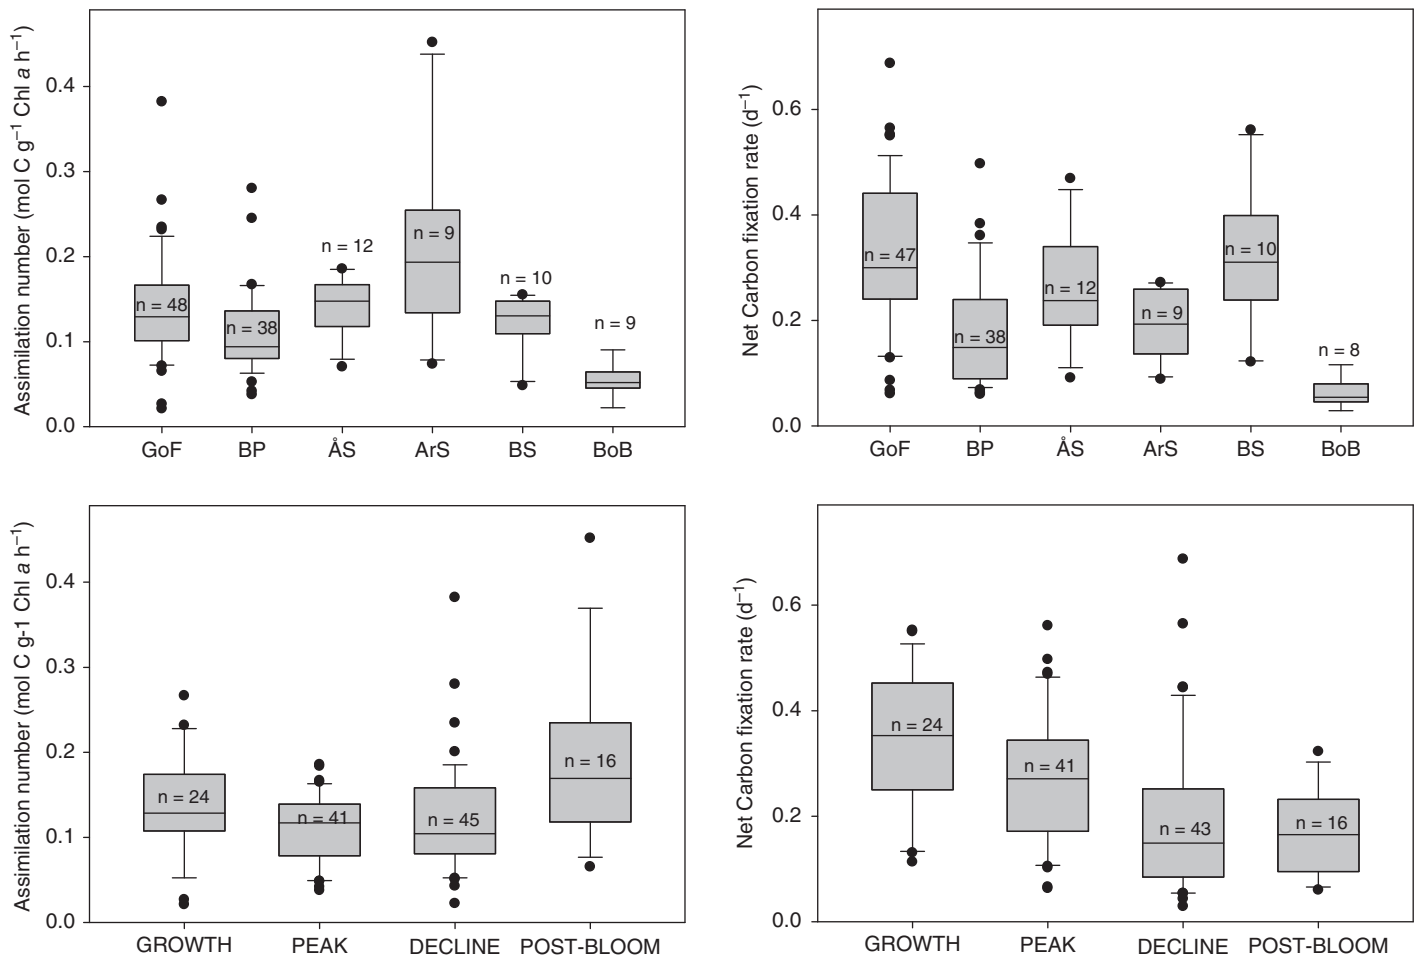 Assimilation number (mol C g⁻¹ Chl a h⁻¹)
0.4
0.3
0.2
0.1
0.0
n = 48
n = 38
n = 12
n = 9
n = 10
n = 9
GoF BP ÅS ArS BS BoB
Net Carbon fixation rate (d⁻¹)
0.6
0.4
0.2
0.0
n = 47
n = 38
n = 12
n = 9
n = 10
n = 8
GoF BP ÅS ArS BS BoB
Assimilation number (mol C g-1 Chl a h⁻¹)
0.4
0.3
0.2
0.1
0.0
n = 24
n = 41
n = 45
n = 16
GROWTH PEAK DECLINE POST-BLOOM
Net Carbon fixation rate (d⁻¹)
0.6
0.4
0.2
0.0
n = 24
n = 41
n = 43
n = 16
GROWTH PEAK DECLINE POST-BLOOM